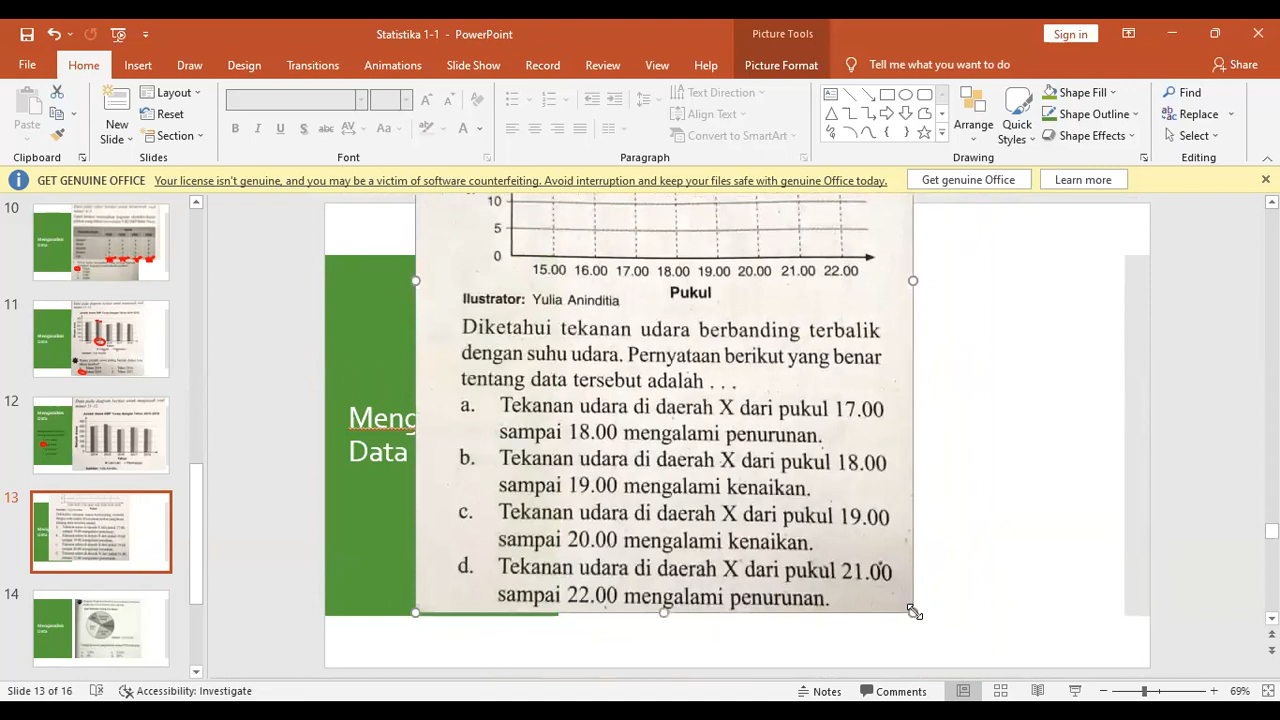 Statistika 1-1 - PowerPoint
Picture Tools
Sign in
File
Home
Insert
Draw
Design
Transitions
Animations
Slide Show
Record
Review
View
Help
Picture Format
Tell me what you want to do
Share
Paste
New Slide
Layout
Reset
Section
B I U S abc AV Aa
Text Direction
Align Text
Convert to SmartArt
Arrange
Quick Styles
Shape Fill
Shape Outline
Shape Effects
Find
Replace
Select
Clipboard
Slides
Font
Paragraph
Drawing
Editing
GET GENUINE OFFICE
Your license isn't genuine, and you may be a victim of software counterfeiting. Avoid interruption and keep your files safe with genuine Office today.
Get genuine Office
Learn more
10
11
12
13
14
Meng
Data
10
5
0
15.00 16.00 17.00 18.00 19.00 20.00 21.00 22.00
Pukul
Ilustrator: Yulia Aninditia
Diketahui tekanan udara berbanding terbalik
dengan suhu udara. Pernyataan berikut yang benar
tentang data tersebut adalah . . .
a. Tekanan udara di daerah X dari pukul 17.00
sampai 18.00 mengalami penurunan.
b. Tekanan udara di daerah X dari pukul 18.00
sampai 19.00 mengalami kenaikan.
c. Tekanan udara di daerah X dari pukul 19.00
sampai 20.00 mengalami kenaikan.
d. Tekanan udara di daerah X dari pukul 21.00
sampai 22.00 mengalami penurunan.
Slide 13 of 16
Accessibility: Investigate
Notes
Comments
69%